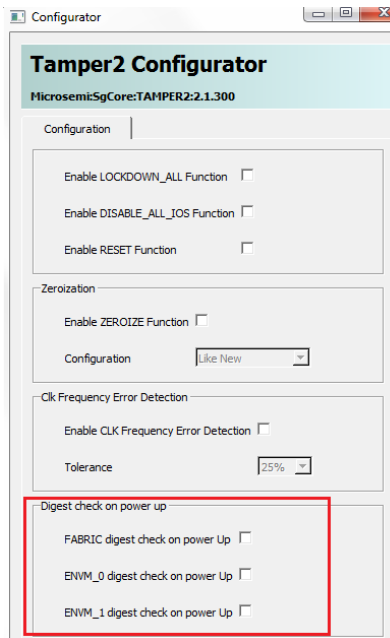 Configurator
Tamper2 Configurator
Microsemi:SgCore:TAMPER2:2.1.300
Configuration
Enable LOCKDOWN_ALL Function
Enable DISABLE_ALL_IOS Function
Enable RESET Function
Zeroization
Enable ZEROIZE Function
Configuration Like New
Clk Frequency Error Detection
Enable CLK Frequency Error Detection
Tolerance 25%
Digest check on power up
FABRIC digest check on power Up
ENVM_0 digest check on power Up
ENVM_1 digest check on power Up